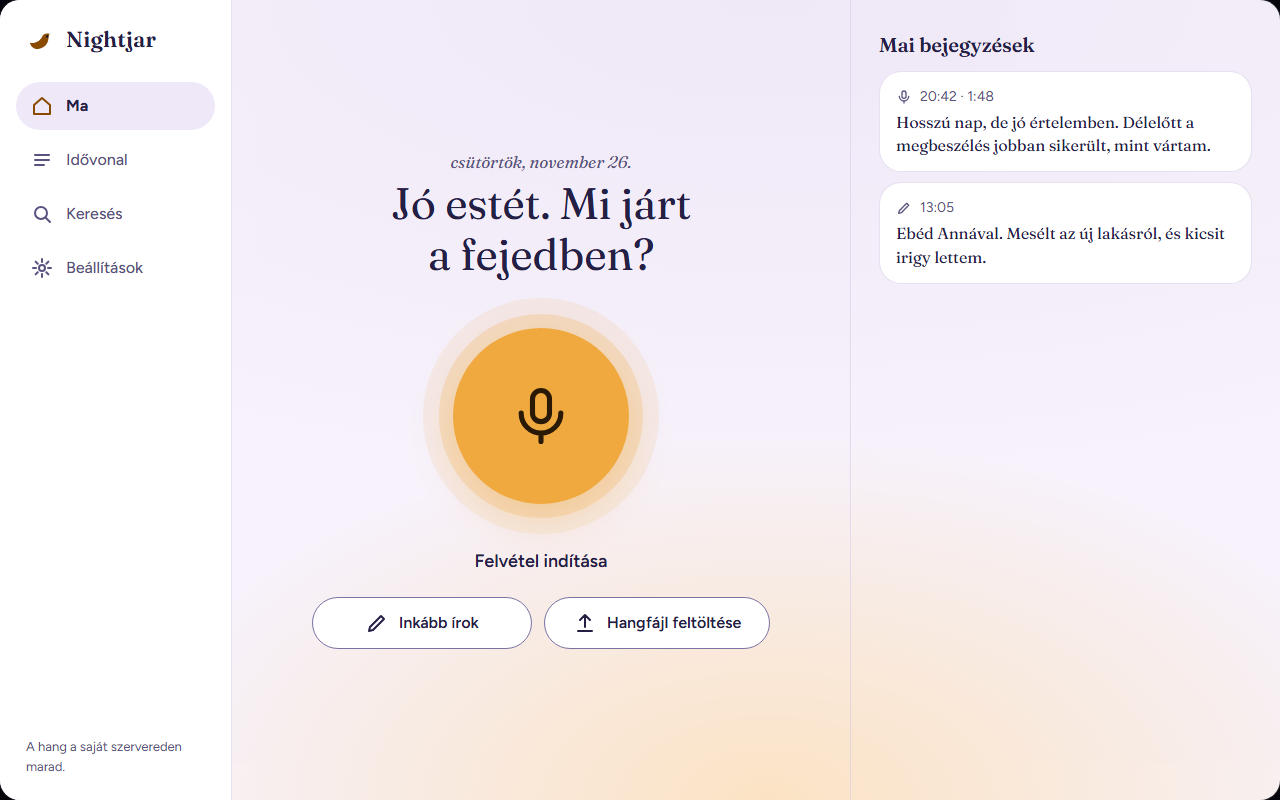 Nightjar
Ma
Idővonal
Keresés
Beállítások
A hang a saját szervereden
marad.
csütörtök, november 26.
Jó estét. Mi járt
a fejedben?
Felvétel indítása
Inkább írok
Hangfájl feltöltése
Mai bejegyzések
20:42 · 1:48
Hosszú nap, de jó értelemben. Délelőtt a
megbeszélés jobban sikerült, mint vártam.
13:05
Ebéd Annával. Mesélt az új lakásról, és kicsit
irigy lettem.